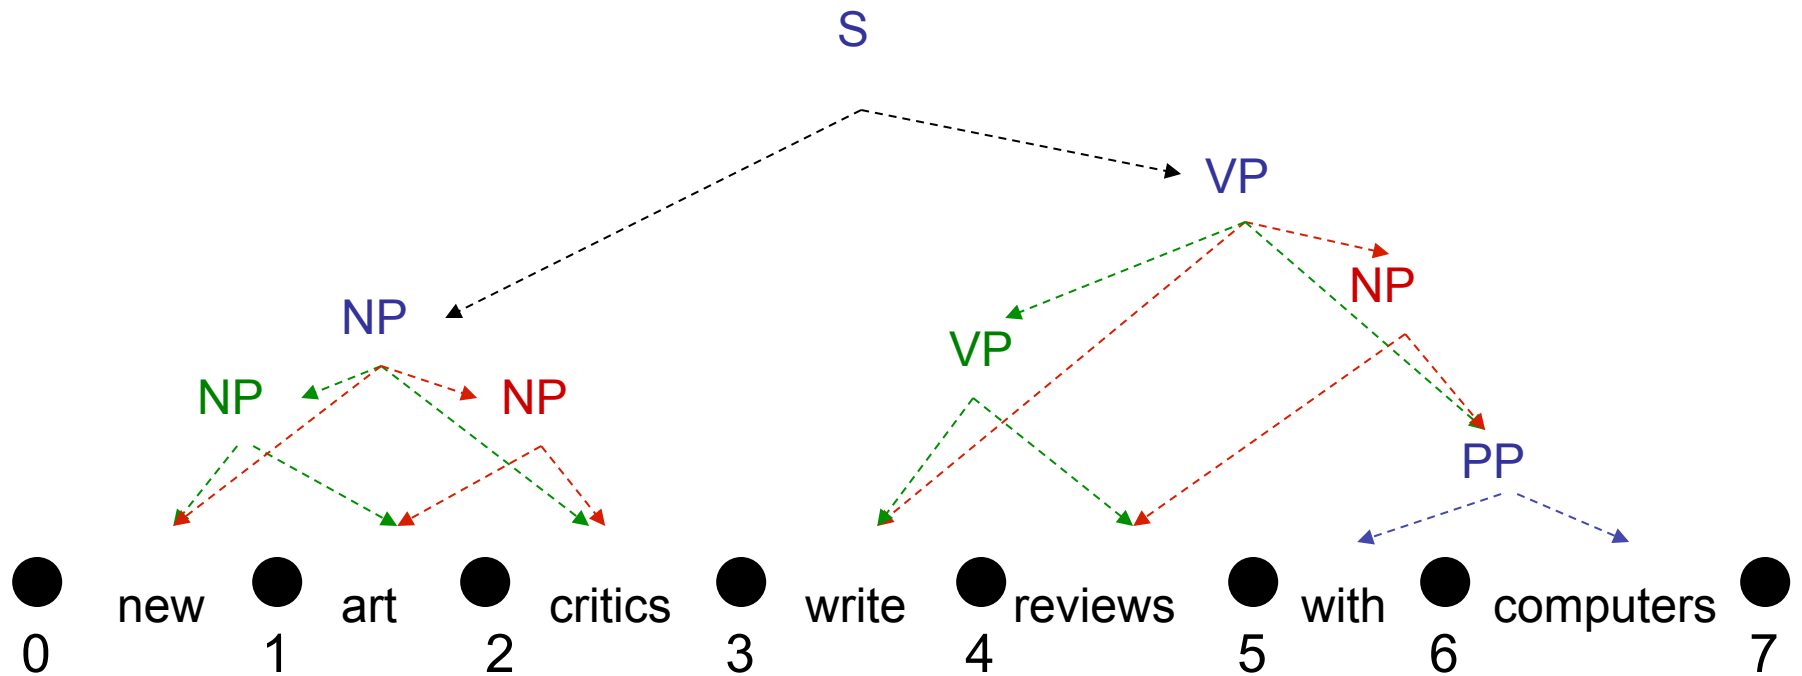 S
VP
NP
NP
VP
NP NP
PP
new art critics write reviews with computers
0 1 2 3 4 5 6 7